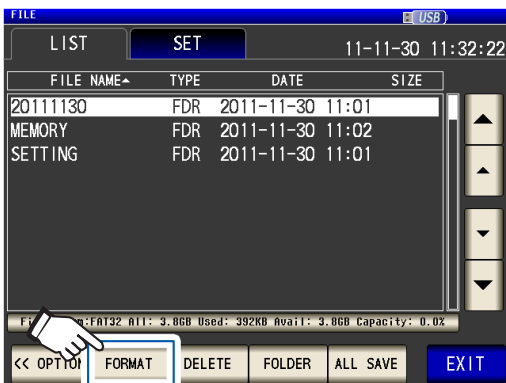 FILE USB
LIST SET 11-11-30 11:32:22
FILE NAME▲ TYPE DATE SIZE
20111130 FDR 2011-11-30 11:01
MEMORY FDR 2011-11-30 11:02
SETTING FDR 2011-11-30 11:01
:FAT32 All: 3.8GB Used: 392KB Avail: 3.8GB Capacity: 0.0%
<< OPTION FORMAT DELETE FOLDER ALL SAVE EXIT